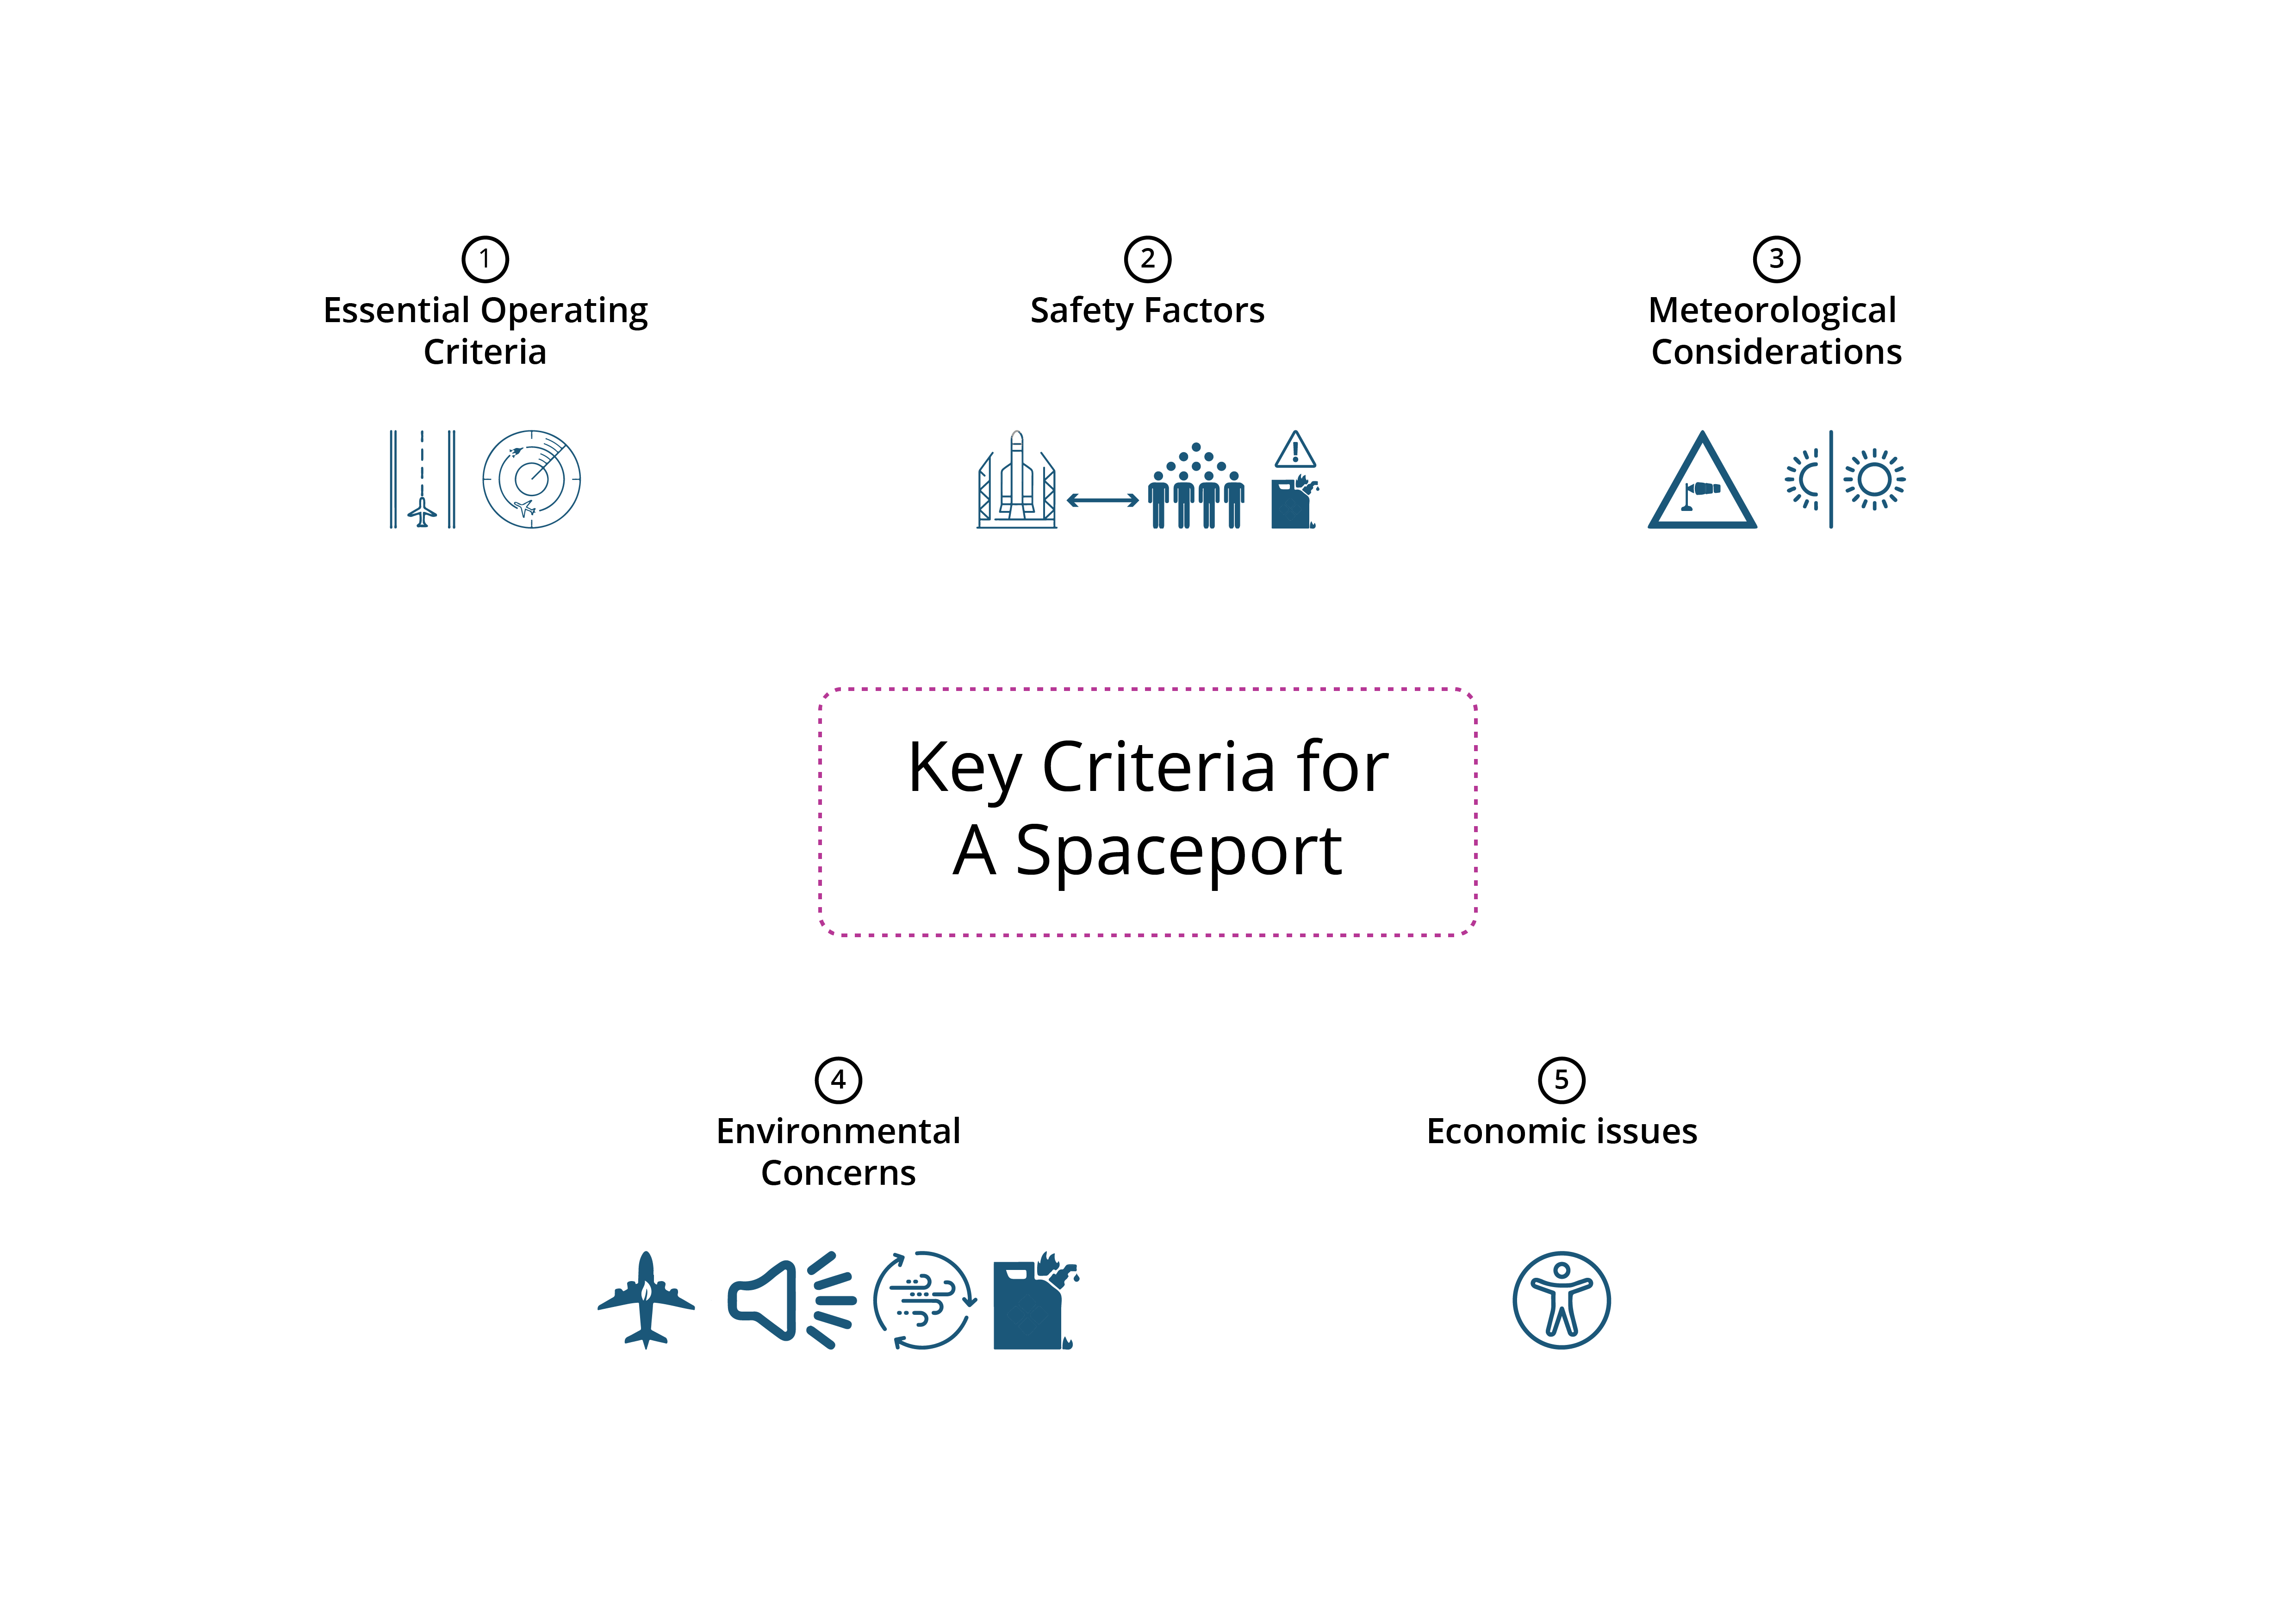 1
Essential Operating
Criteria
2
Safety Factors
3
Meteorological
Considerations
Key Criteria for
A Spaceport
4
Environmental
Concerns
5
Economic issues